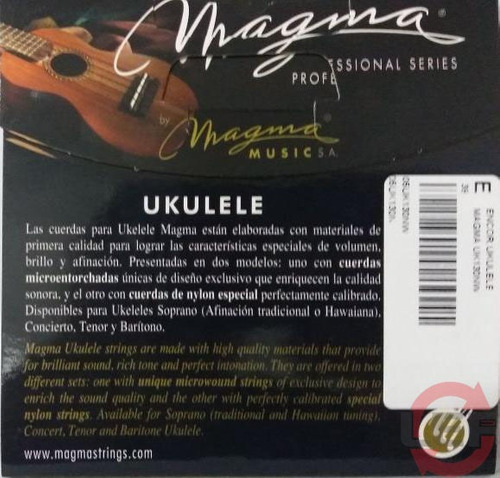 Magma®
PROFESSIONAL SERIES
by Magma
MUSIC S.A.
UKULELE
Las cuerdas para Ukelele Magma están elaboradas con materiales de
primera calidad para lograr las características especiales de volumen,
brillo y afinación. Presentadas en dos modelos: uno con cuerdas
microentorchadas únicas de diseño exclusivo que enriquecen la calidad
sonora, y el otro con cuerdas de nylon especial perfectamente calibrado.
Disponibles para Ukeleles Soprano (Afinación tradicional o Hawaiana),
Concierto, Tenor y Barítono.
Magma Ukulele strings are made with high quality materials that provide
for brilliant sound, rich tone and perfect intonation. They are offered in two
different sets: one with unique microwound strings of exclusive design to
enrich the sound quality and the other with perfectly calibrated special
nylon strings. Available for Soprano (traditional and Hawaiian tuning),
Concert, Tenor and Baritone Ukulele.
www.magmastrings.com
ENCOR UKULELE